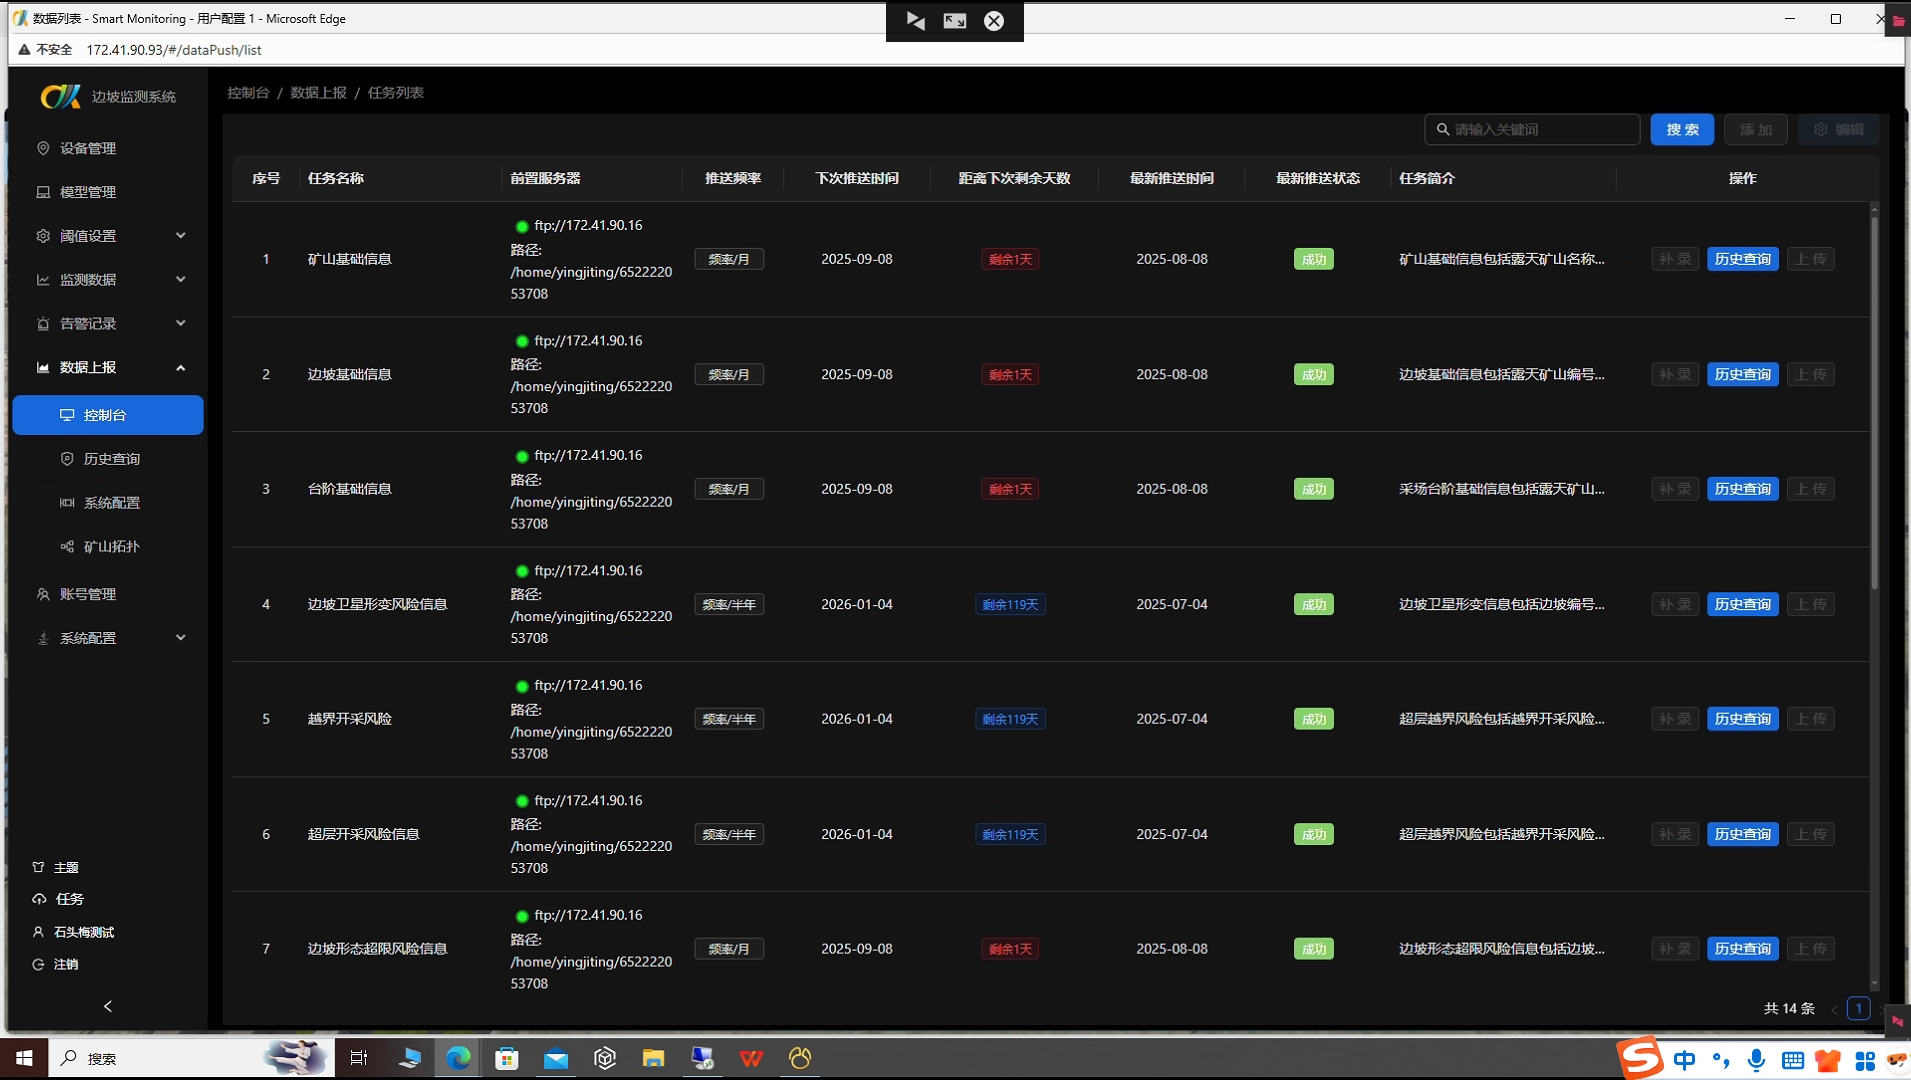 数据列表 - Smart Monitoring - 用户配置 1 - Microsoft Edge
不安全 172.41.90.93/#/dataPush/list
边坡监测系统
设备管理
模型管理
阈值设置
监测数据
告警记录
数据上报
控制台
历史查询
系统配置
矿山拓扑
账号管理
系统配置
主题
任务
石头梅测试
注销
控制台 / 数据上报 / 任务列表
请输入关键词 搜 索 添 加 编辑
序号 任务名称 前置服务器 推送频率 下次推送时间 距离下次剩余天数 最新推送时间 最新推送状态 任务简介 操作
ftp://172.41.90.16
路径:
1 矿山基础信息 /home/yingjiting/6522220 频率/月 2025-09-08 剩余1天 2025-08-08 成功 矿山基础信息包括露天矿山名称... 补 录 历史查询 上 传
53708
ftp://172.41.90.16
路径:
2 边坡基础信息 /home/yingjiting/6522220 频率/月 2025-09-08 剩余1天 2025-08-08 成功 边坡基础信息包括露天矿山编号... 补 录 历史查询 上 传
53708
ftp://172.41.90.16
路径:
3 台阶基础信息 /home/yingjiting/6522220 频率/月 2025-09-08 剩余1天 2025-08-08 成功 采场台阶基础信息包括露天矿山... 补 录 历史查询 上 传
53708
ftp://172.41.90.16
路径:
4 边坡卫星形变风险信息 /home/yingjiting/6522220 频率/半年 2026-01-04 剩余119天 2025-07-04 成功 边坡卫星形变信息包括边坡编号... 补 录 历史查询 上 传
53708
ftp://172.41.90.16
路径:
5 越界开采风险 /home/yingjiting/6522220 频率/半年 2026-01-04 剩余119天 2025-07-04 成功 超层越界风险包括越界开采风险... 补 录 历史查询 上 传
53708
ftp://172.41.90.16
路径:
6 超层开采风险信息 /home/yingjiting/6522220 频率/半年 2026-01-04 剩余119天 2025-07-04 成功 超层越界风险包括越界开采风险... 补 录 历史查询 上 传
53708
ftp://172.41.90.16
路径:
7 边坡形态超限风险信息 /home/yingjiting/6522220 频率/月 2025-09-08 剩余1天 2025-08-08 成功 边坡形态超限风险信息包括边坡... 补 录 历史查询 上 传
53708
共 14 条 1
搜索
中